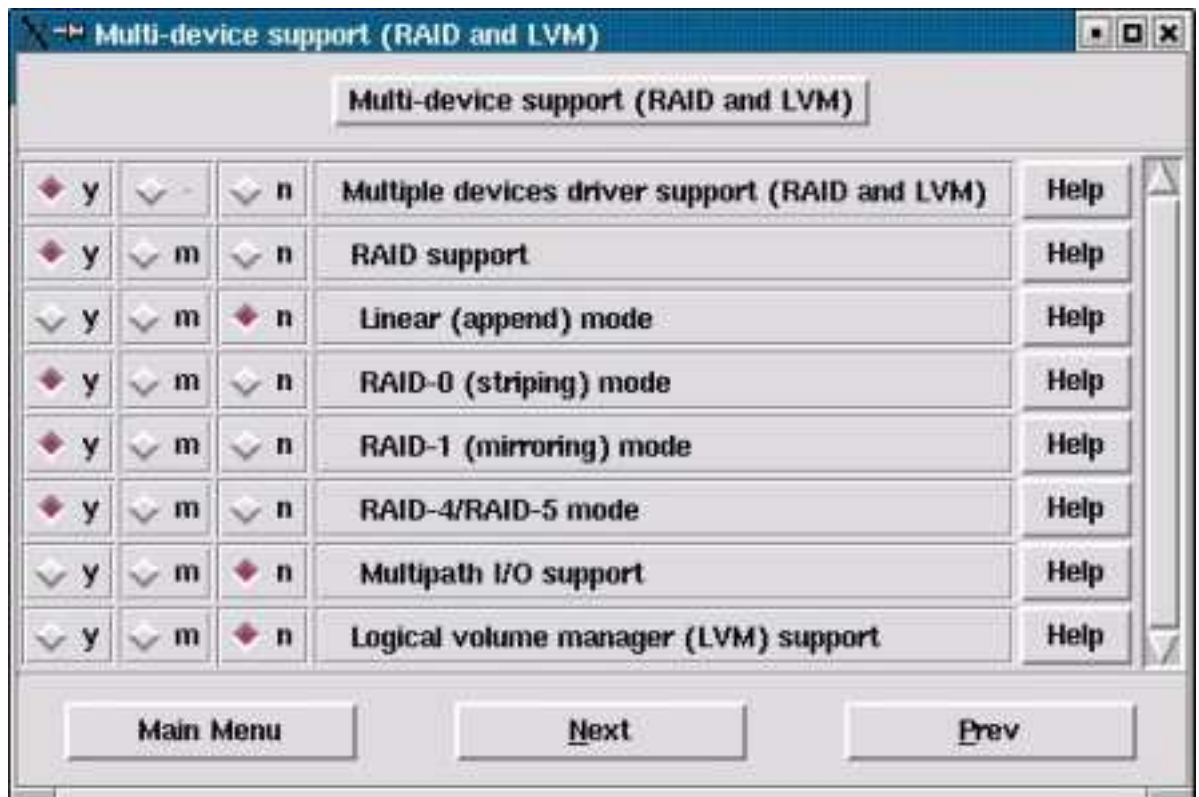 Multi-device support (RAID and LVM)
Multi-device support (RAID and LVM)
y - n Multiple devices driver support (RAID and LVM) Help
y m n RAID support Help
y m n Linear (append) mode Help
y m n RAID-0 (striping) mode Help
y m n RAID-1 (mirroring) mode Help
y m n RAID-4/RAID-5 mode Help
y m n Multipath I/O support Help
y m n Logical volume manager (LVM) support Help
Main Menu Next Prev